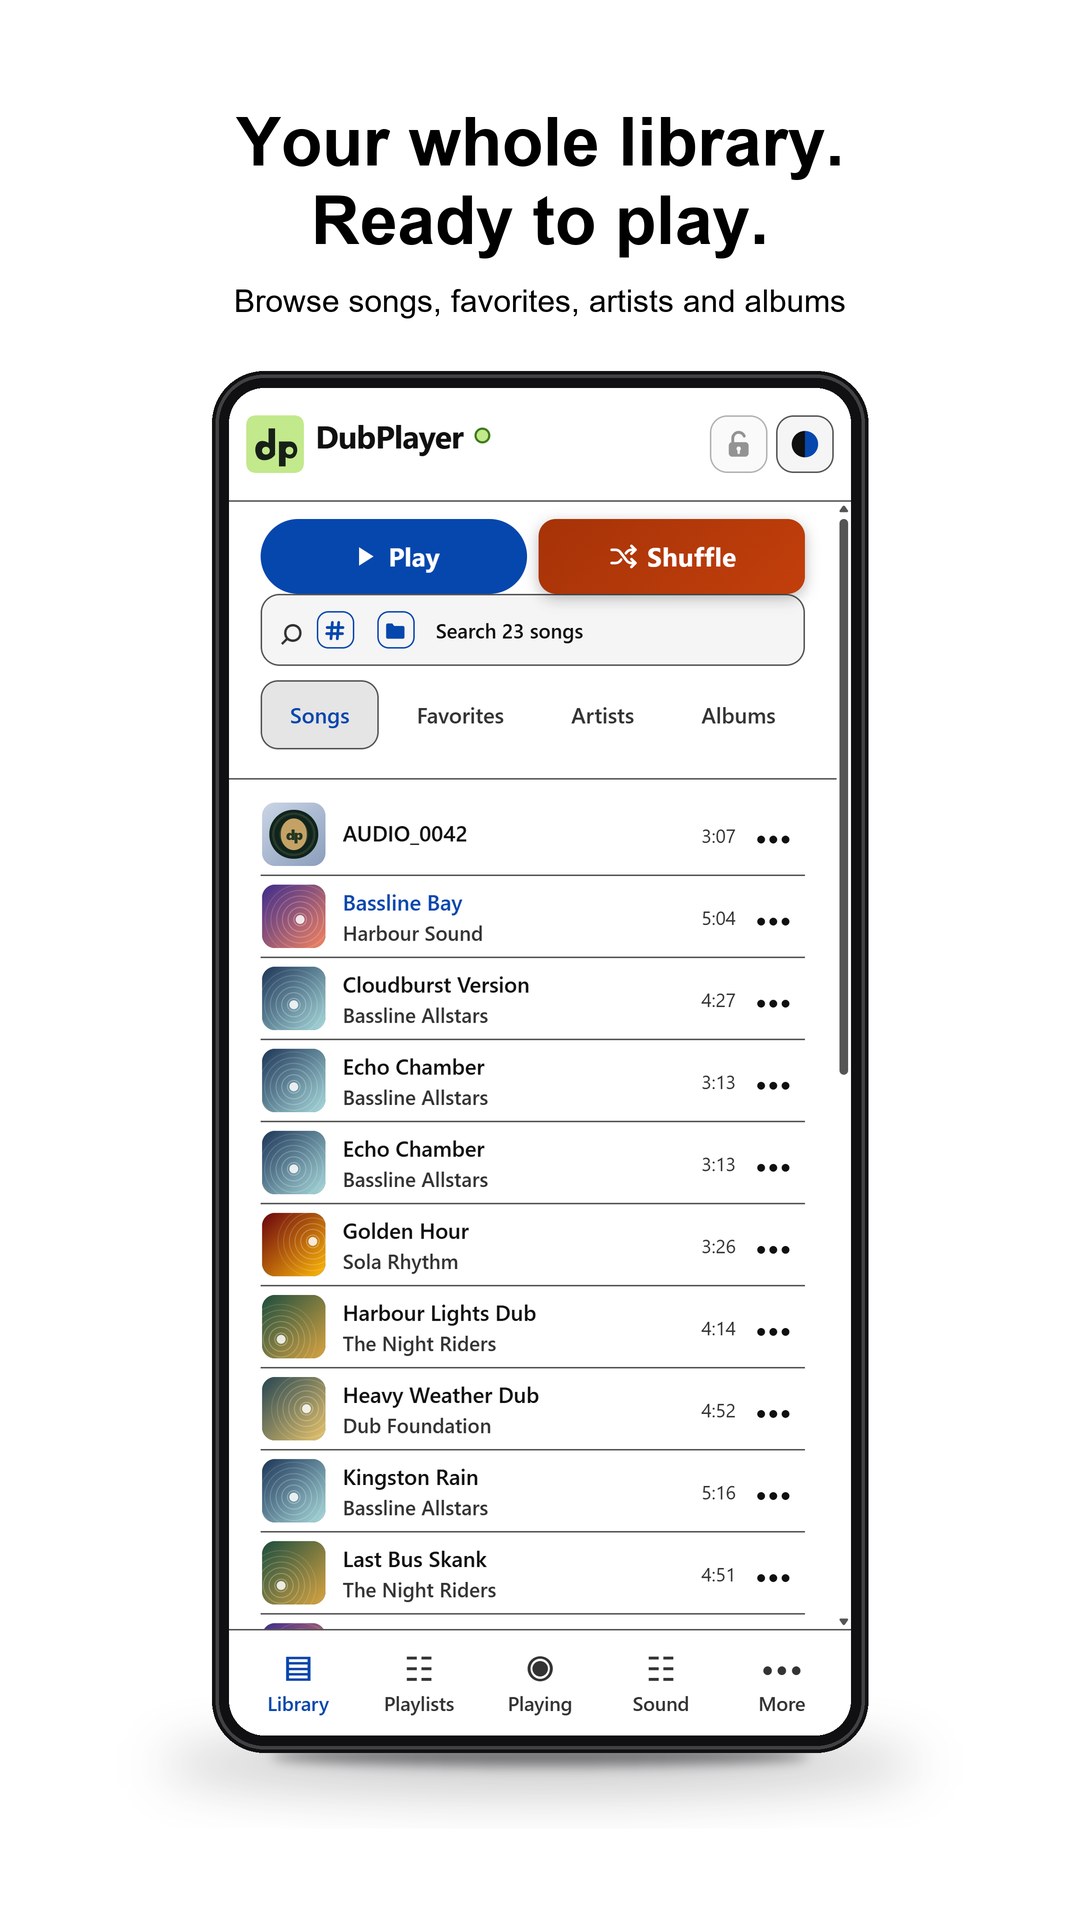 Your whole library.
Ready to play.
Browse songs, favorites, artists and albums
dp DubPlayer
Play
Shuffle
# Search 23 songs
Songs Favorites Artists Albums
dp
AUDIO_0042
3:07
Bassline Bay
Harbour Sound
5:04
Cloudburst Version
Bassline Allstars
4:27
Echo Chamber
Bassline Allstars
3:13
Echo Chamber
Bassline Allstars
3:13
Golden Hour
Sola Rhythm
3:26
Harbour Lights Dub
The Night Riders
4:14
Heavy Weather Dub
Dub Foundation
4:52
Kingston Rain
Bassline Allstars
5:16
Last Bus Skank
The Night Riders
4:51
Library Playlists Playing Sound More